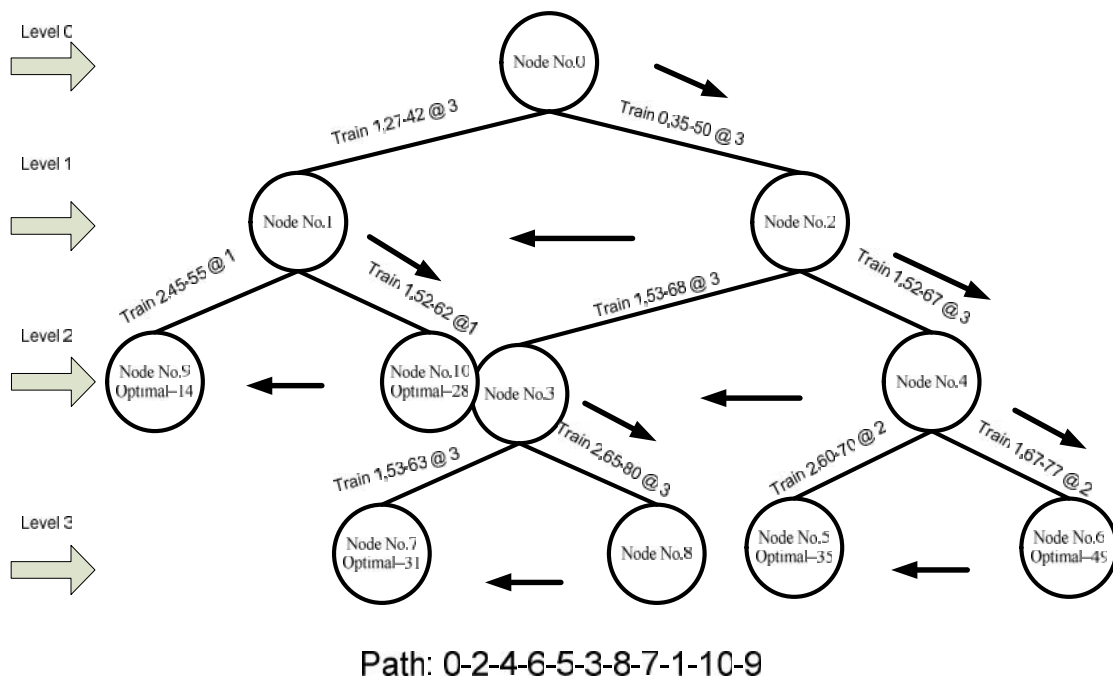 Level 0
Node No.0
Train 1,27-42 @ 3
Train 0,35-50 @ 3
Level 1
Node No.1
Node No.2
Train 2,45-55 @ 1
Train 1,52-62 @1
Train 1,53-68 @ 3
Train 1,52-67 @ 3
Level 2
Node No.9
Optimal–14
Node No.10
Optimal–28
Node No.3
Node No.4
Train 1,53-63 @ 3
Train 2,65-80 @ 3
Train 2,60-70 @ 2
Train 1,67-77 @ 2
Level 3
Node No.7
Optimal–31
Node No.8
Node No.5
Optimal–35
Node No.6
Optimal–49
Path: 0-2-4-6-5-3-8-7-1-10-9